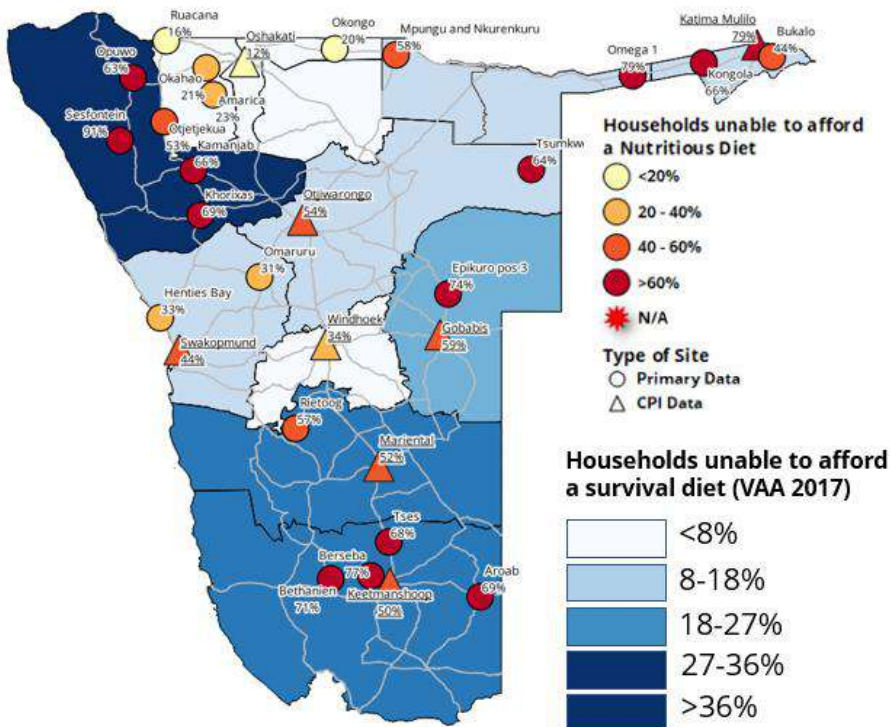 Ruacana
16%
Oshakati
12%
Okongo
20%
Mpungu and Nkurenkuru
58%
Katima Mulilo
79%
Bukalo
44%
Omega 1
79%
Kongola
66%
Opuwo
63%
Okahao
21%
Amarica
23%
Sesfontein
91%
Otjetjekua
53%
Kamanjab
66%
Tsumkw
64%
Khorixas
69%
Otjiwarongo
54%
Omaruru
31%
Epikuro pos 3
74%
Henties Bay
33%
Windhoek
34%
Gobabis
59%
Swakopmund
44%
Rietoog
57%
Mariental
52%
Tses
68%
Berseba
77%
Bethanien
71%
Keetmanshoop
50%
Aroab
69%
Households unable to afford
a Nutritious Diet
<20%
20 - 40%
40 - 60%
>60%
N/A
Type of Site
Primary Data
CPI Data
Households unable to afford
a survival diet (VAA 2017)
<8%
8-18%
18-27%
27-36%
>36%